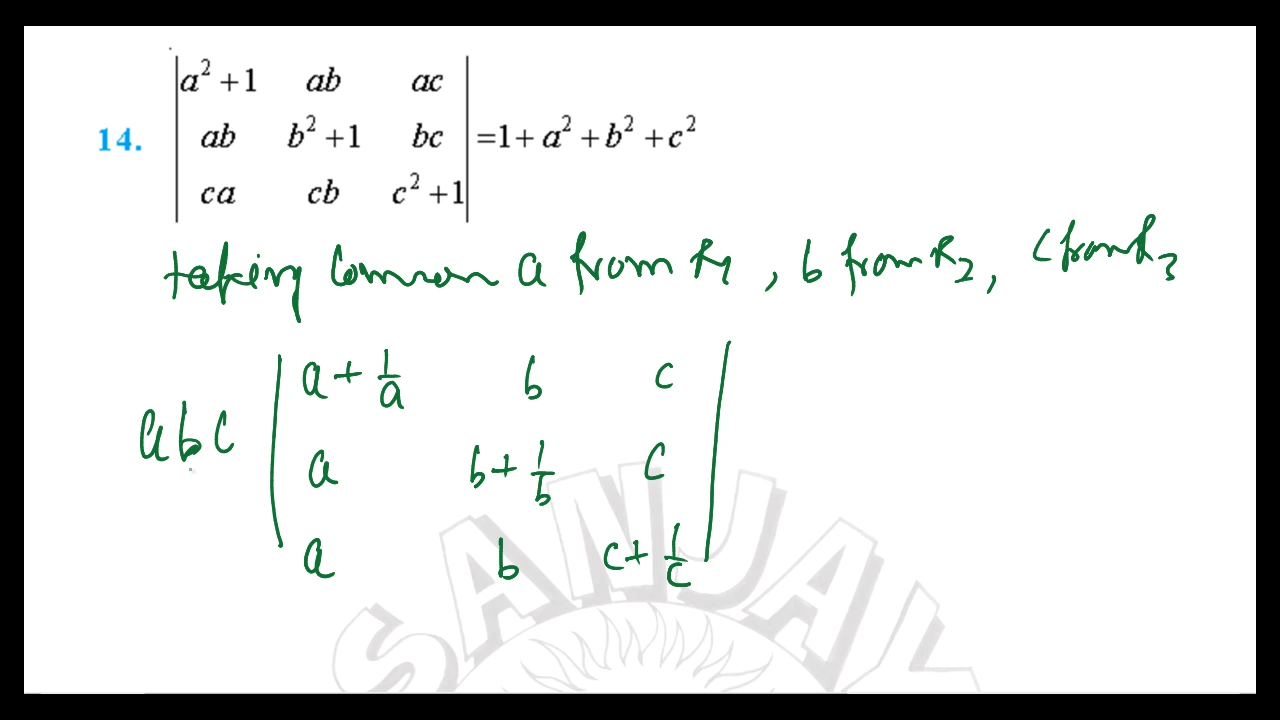 14. |a² + 1 ab ac|
|ab b² + 1 bc| = 1 + a² + b² + c²
|ca cb c² + 1|
taking common a from R₁, b from R₂, c from R₃
abc |a + 1/a b c|
|a b + 1/b c|
|a b c + 1/c|
SANJAY